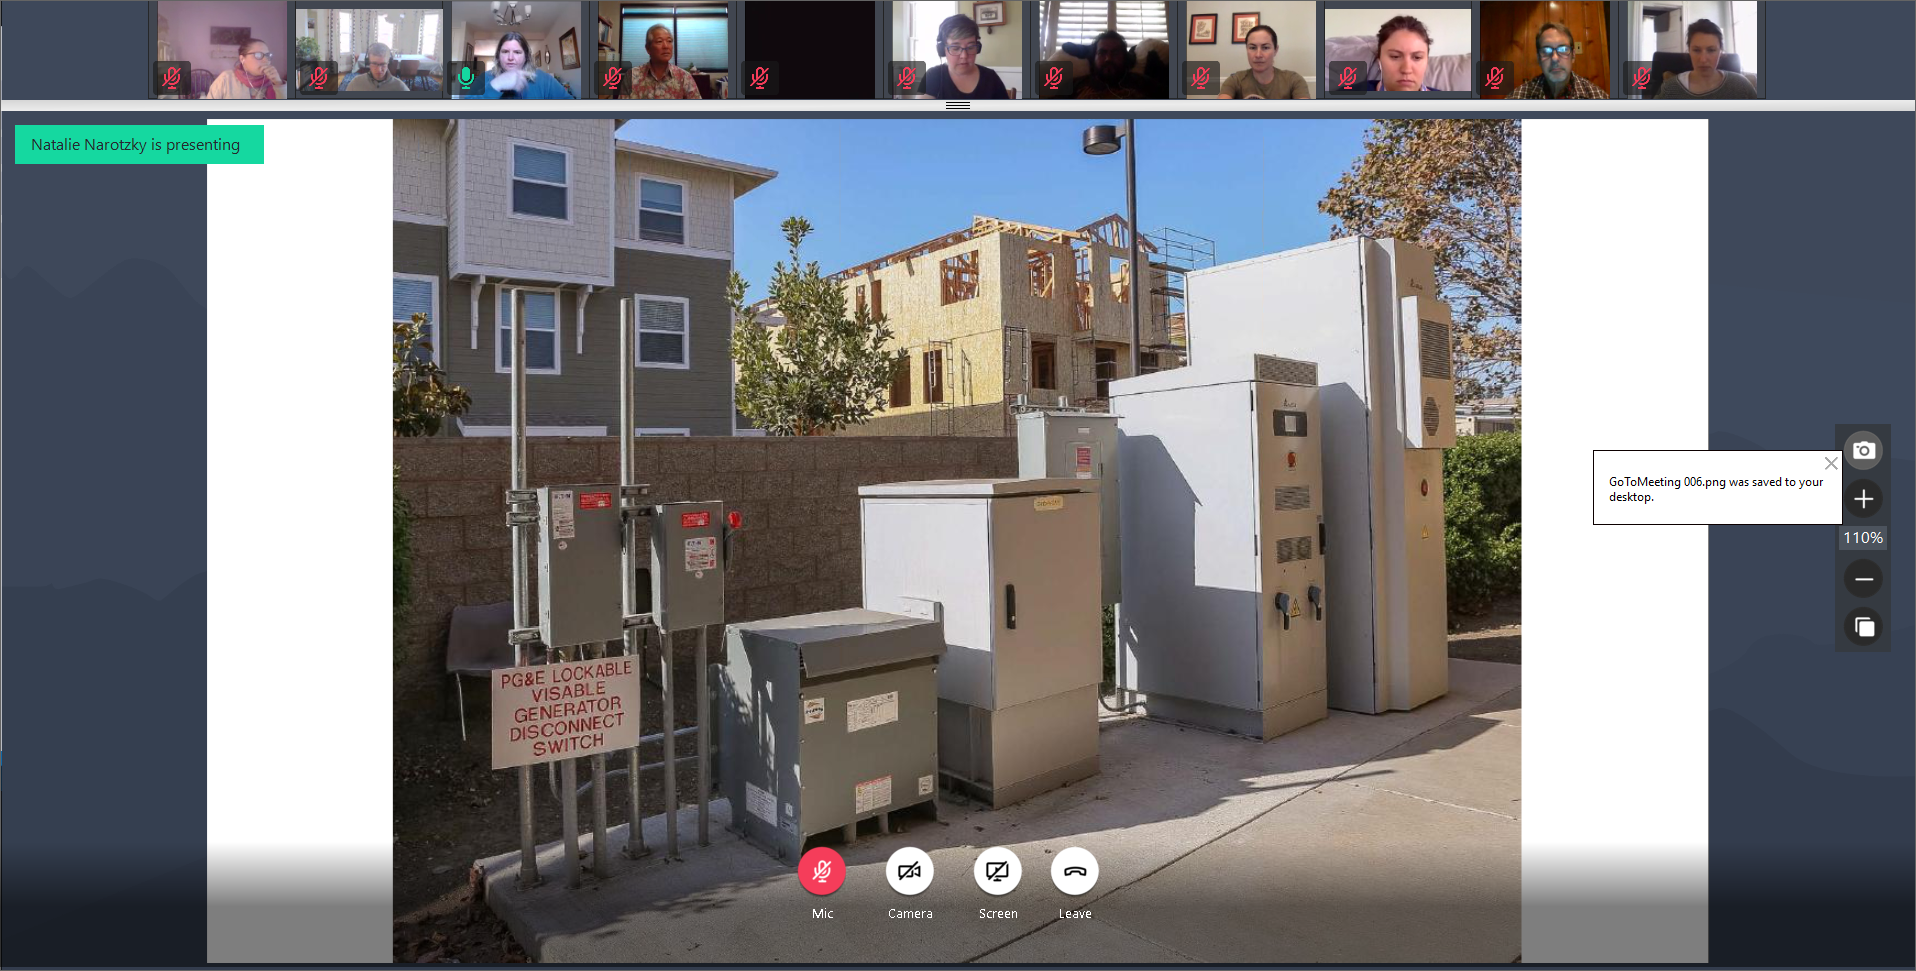 Natalie Narotzky is presenting
GoToMeeting 006.png was saved to your
desktop.
110%
PG&E LOCKABLE
VISABLE
GENERATOR
DISCONNECT
SWITCH
Mic
Camera
Screen
Leave